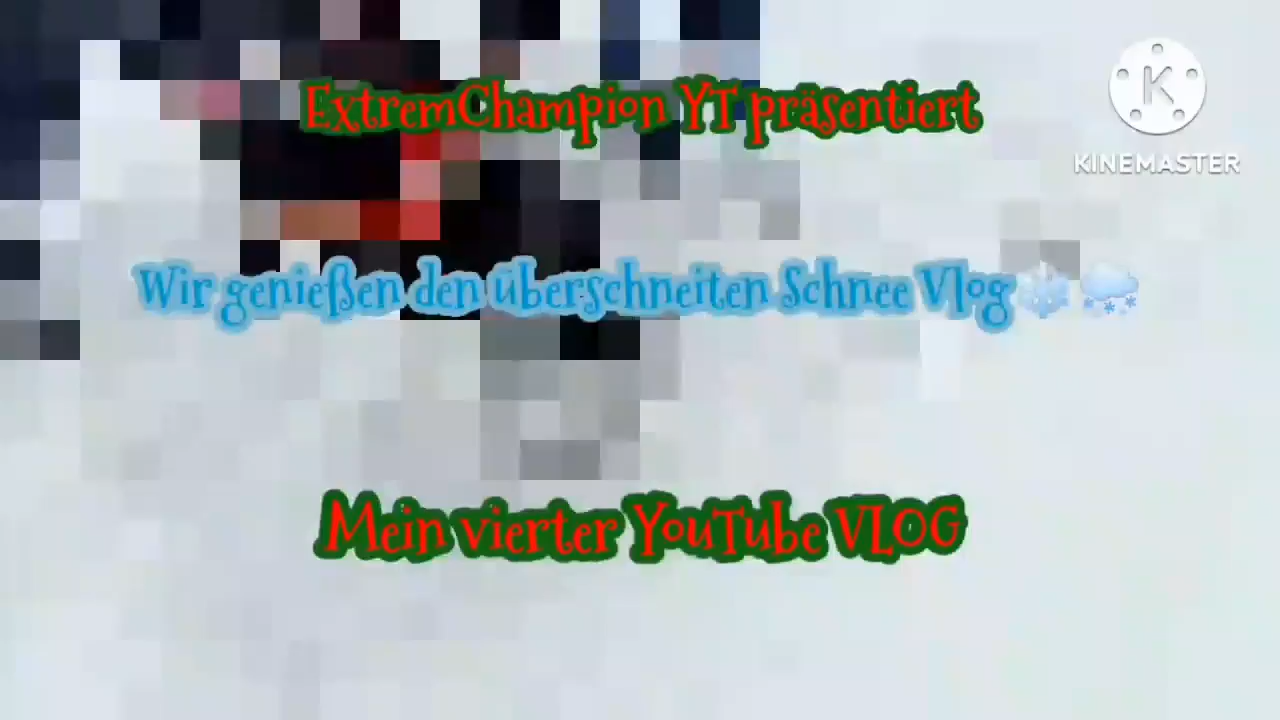 ExtremChampion YT präsentiert
KINEMASTER
Wir genießen den überschneiten Schnee Vlog❄️🌨️
Mein vierter YouTube VLOG